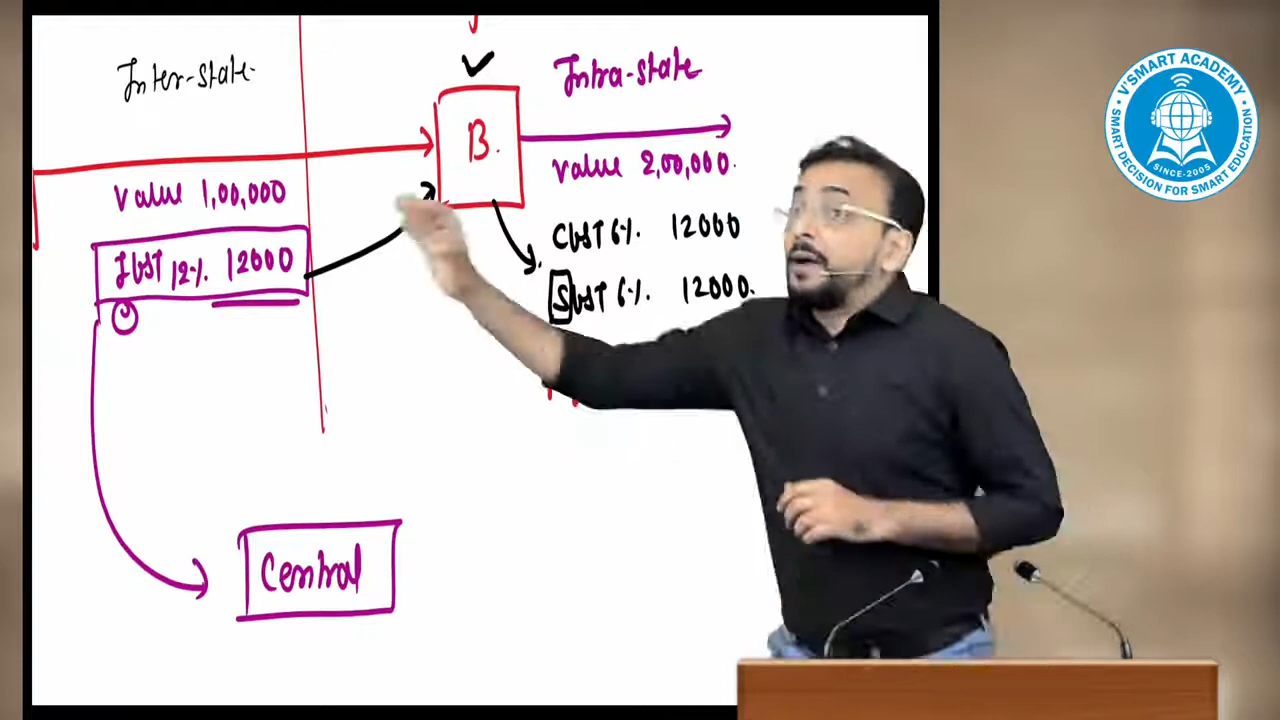 Inter-state
Value 1,00,000
IGST 12% 12000
B.
Intra-state
Value 2,00,000.
CGST 6% 12000
SGST 6% 12000.
Central
V'SMART ACADEMY
SINCE-2005
SMART DECISION FOR SMART EDUCATION